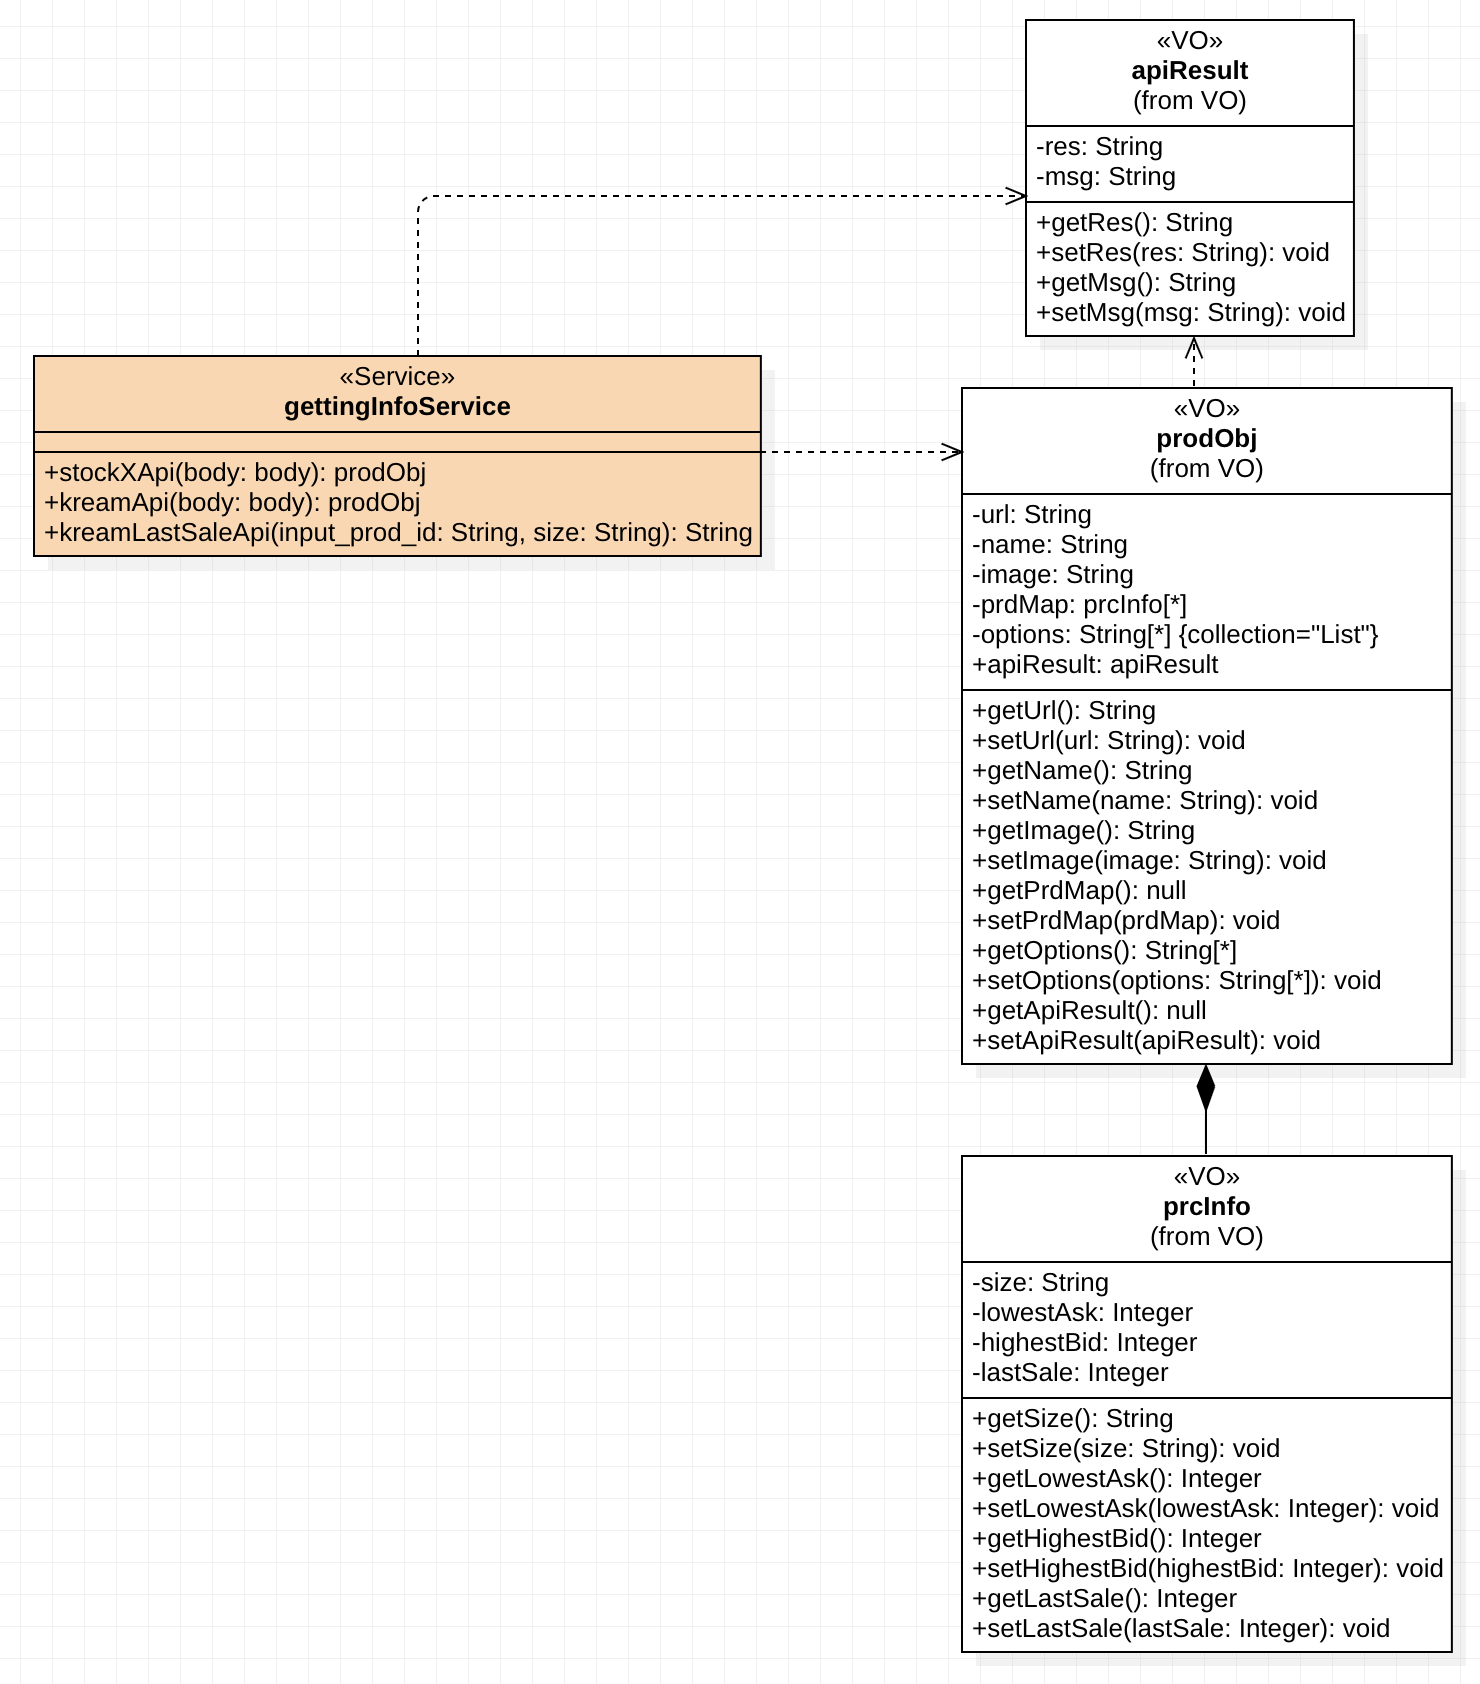 «VO»
apiResult
(from VO)
-res: String
-msg: String
+getRes(): String
+setRes(res: String): void
+getMsg(): String
+setMsg(msg: String): void
«Service»
gettingInfoService
+stockXApi(body: body): prodObj
+kreamApi(body: body): prodObj
+kreamLastSaleApi(input_prod_id: String, size: String): String
«VO»
prodObj
(from VO)
-url: String
-name: String
-image: String
-prdMap: prcInfo[*]
-options: String[*] {collection="List"}
+apiResult: apiResult
+getUrl(): String
+setUrl(url: String): void
+getName(): String
+setName(name: String): void
+getImage(): String
+setImage(image: String): void
+getPrdMap(): null
+setPrdMap(prdMap): void
+getOptions(): String[*]
+setOptions(options: String[*]): void
+getApiResult(): null
+setApiResult(apiResult): void
«VO»
prcInfo
(from VO)
-size: String
-lowestAsk: Integer
-highestBid: Integer
-lastSale: Integer
+getSize(): String
+setSize(size: String): void
+getLowestAsk(): Integer
+setLowestAsk(lowestAsk: Integer): void
+getHighestBid(): Integer
+setHighestBid(highestBid: Integer): void
+getLastSale(): Integer
+setLastSale(lastSale: Integer): void